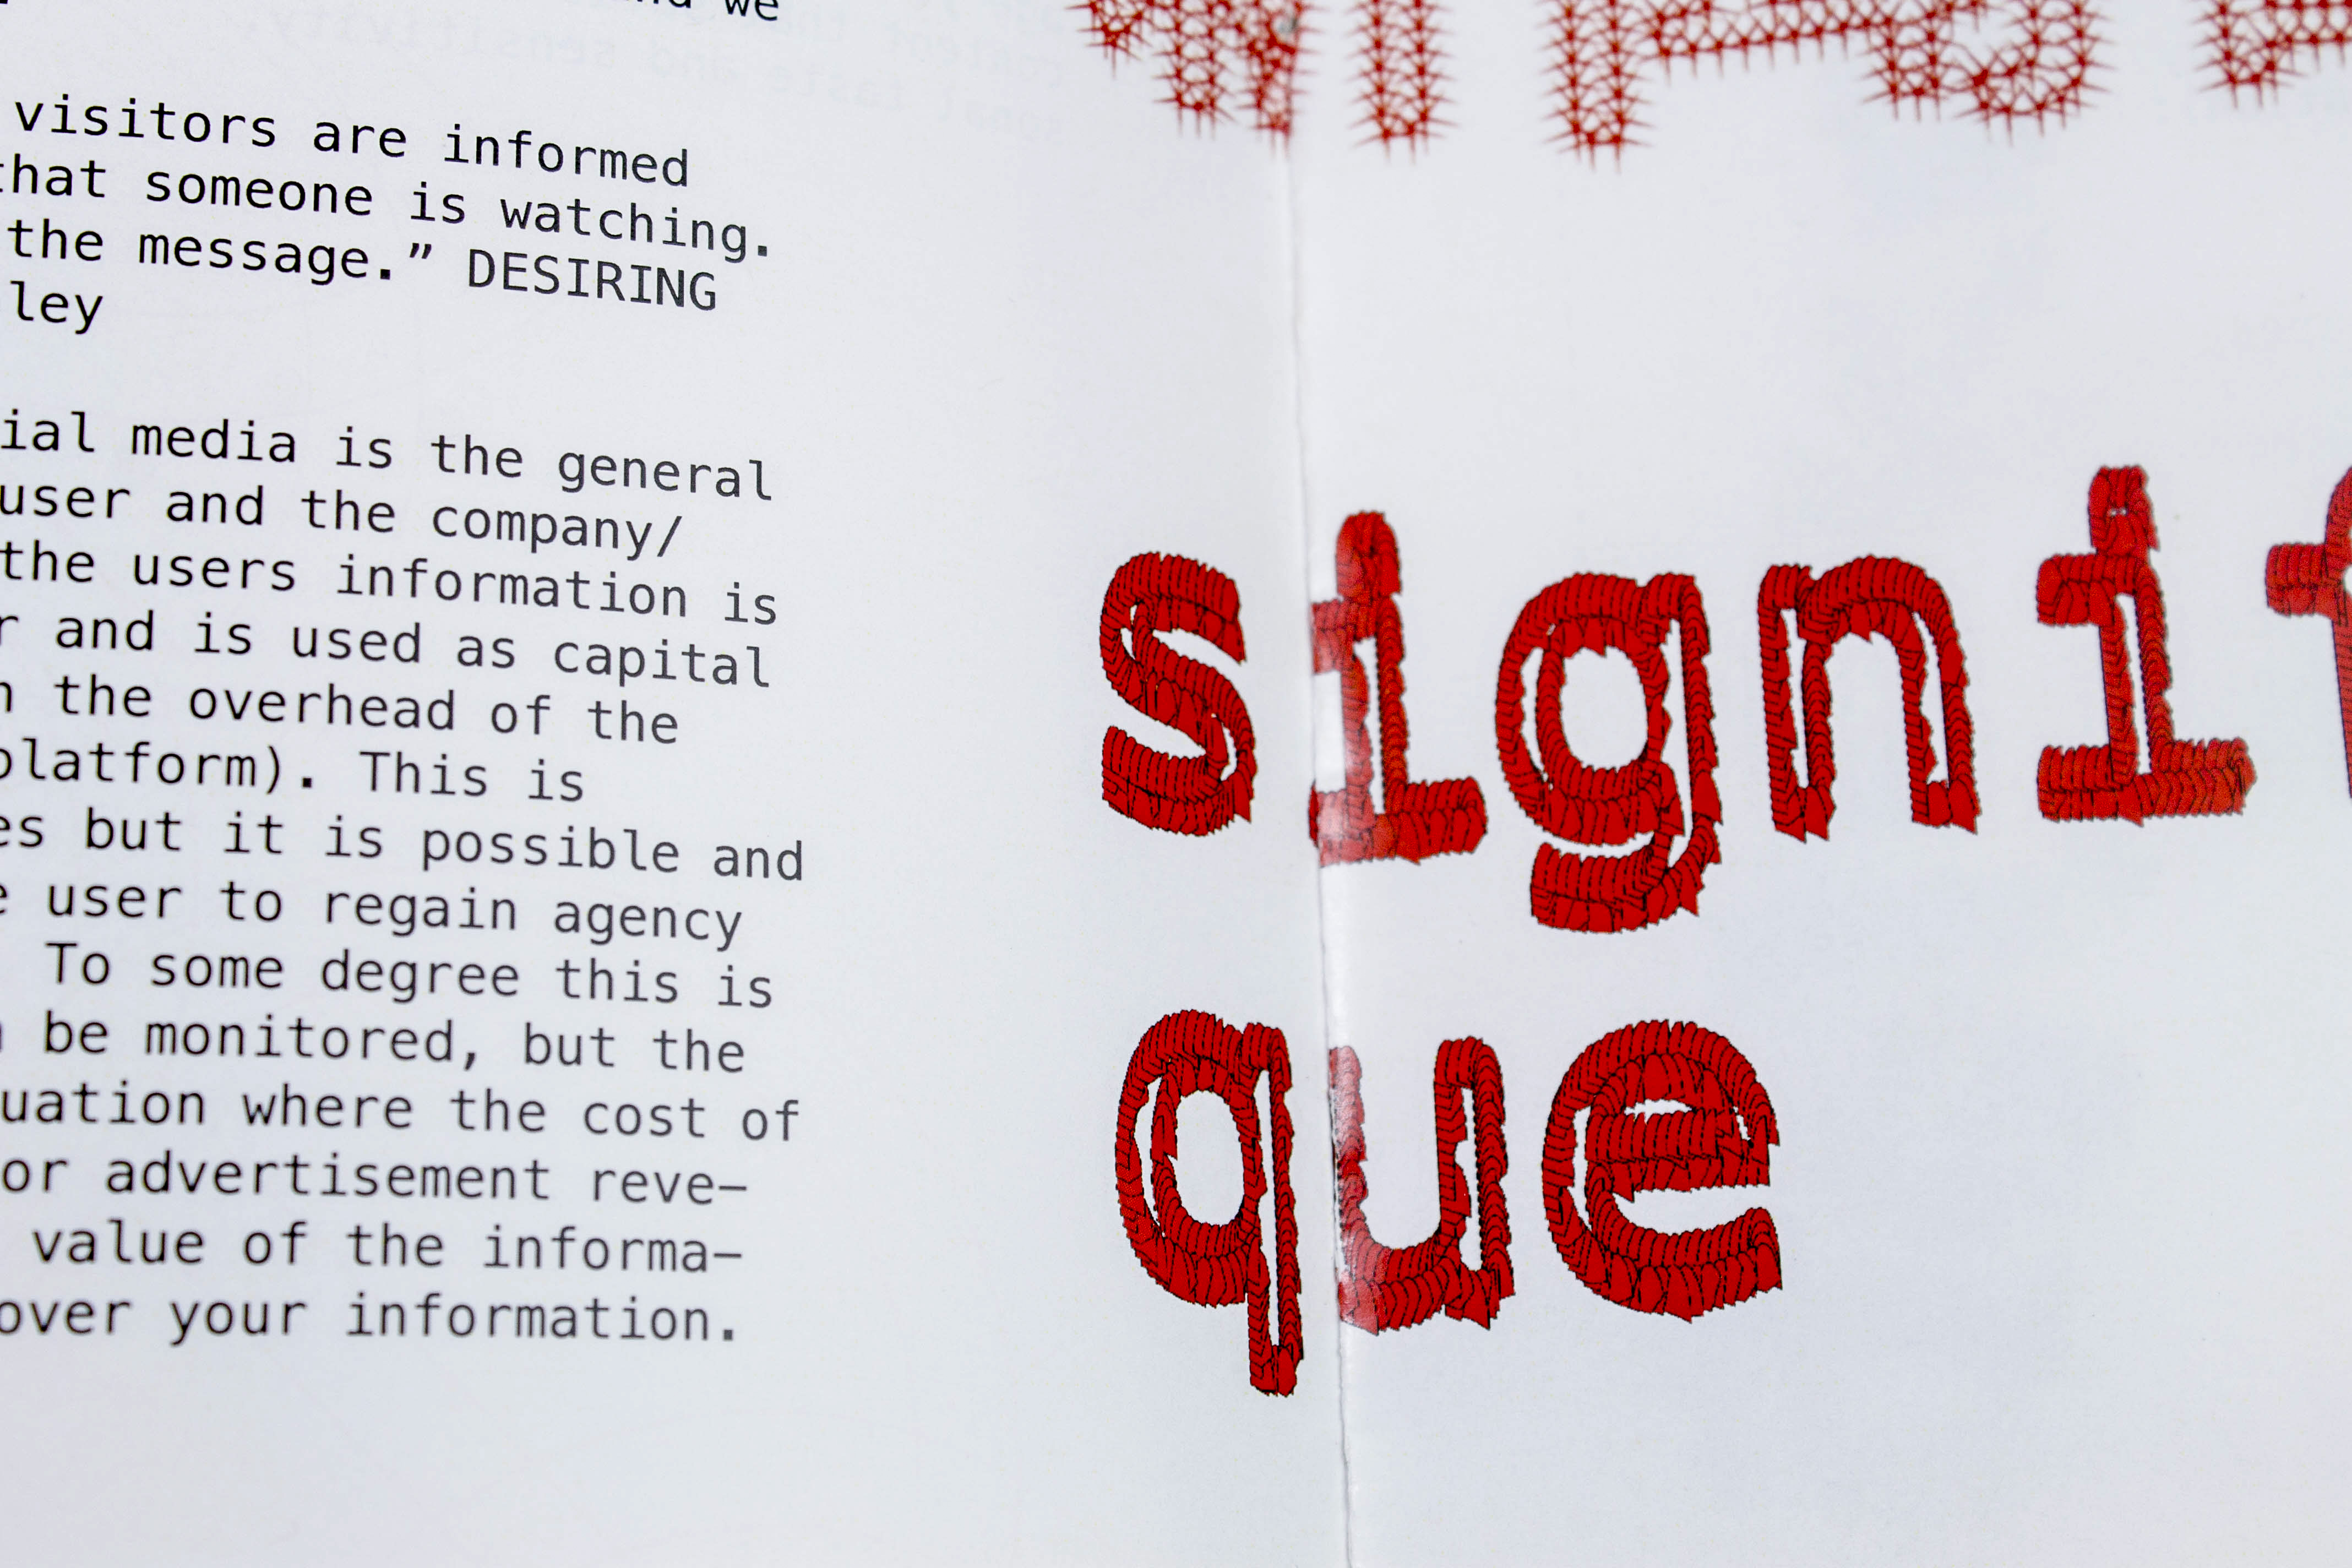 we
visitors are informed
that someone is watching.
the message.” DESIRING
ley
ial media is the general
user and the company/
the users information is
r and is used as capital
n the overhead of the
platform). This is
es but it is possible and
e user to regain agency
To some degree this is
be monitored, but the
uation where the cost of
or advertisement reve–
value of the informa–
over your information.
signif
que